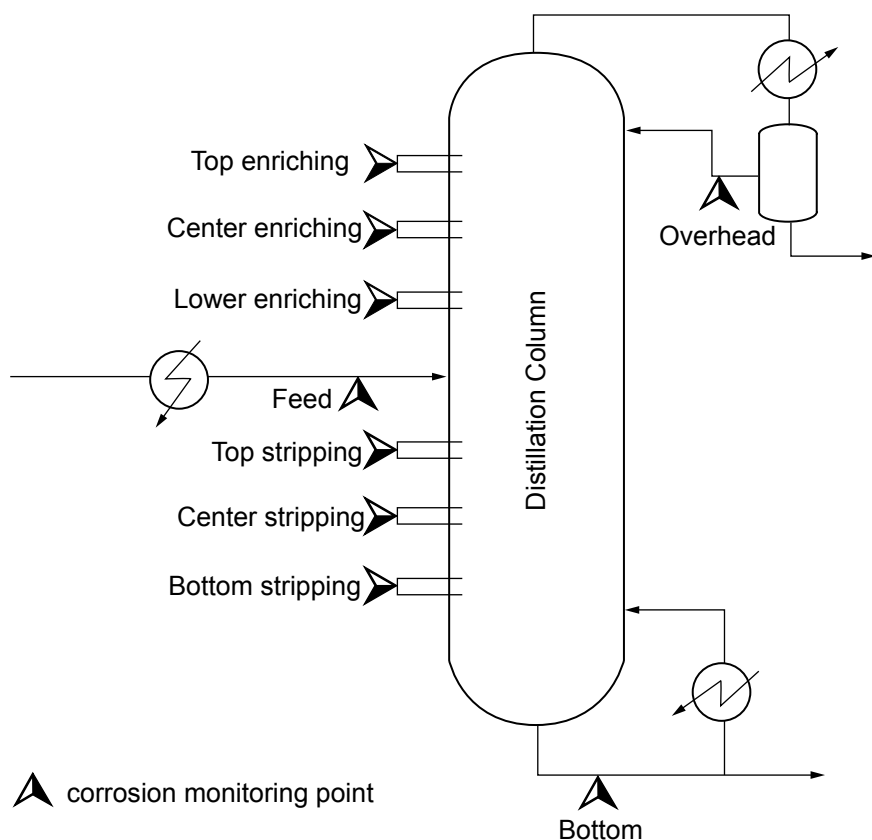 Top enriching
Center enriching
Overhead
Lower enriching
Distillation Column
Feed
Top stripping
Center stripping
Bottom stripping
corrosion monitoring point
Bottom